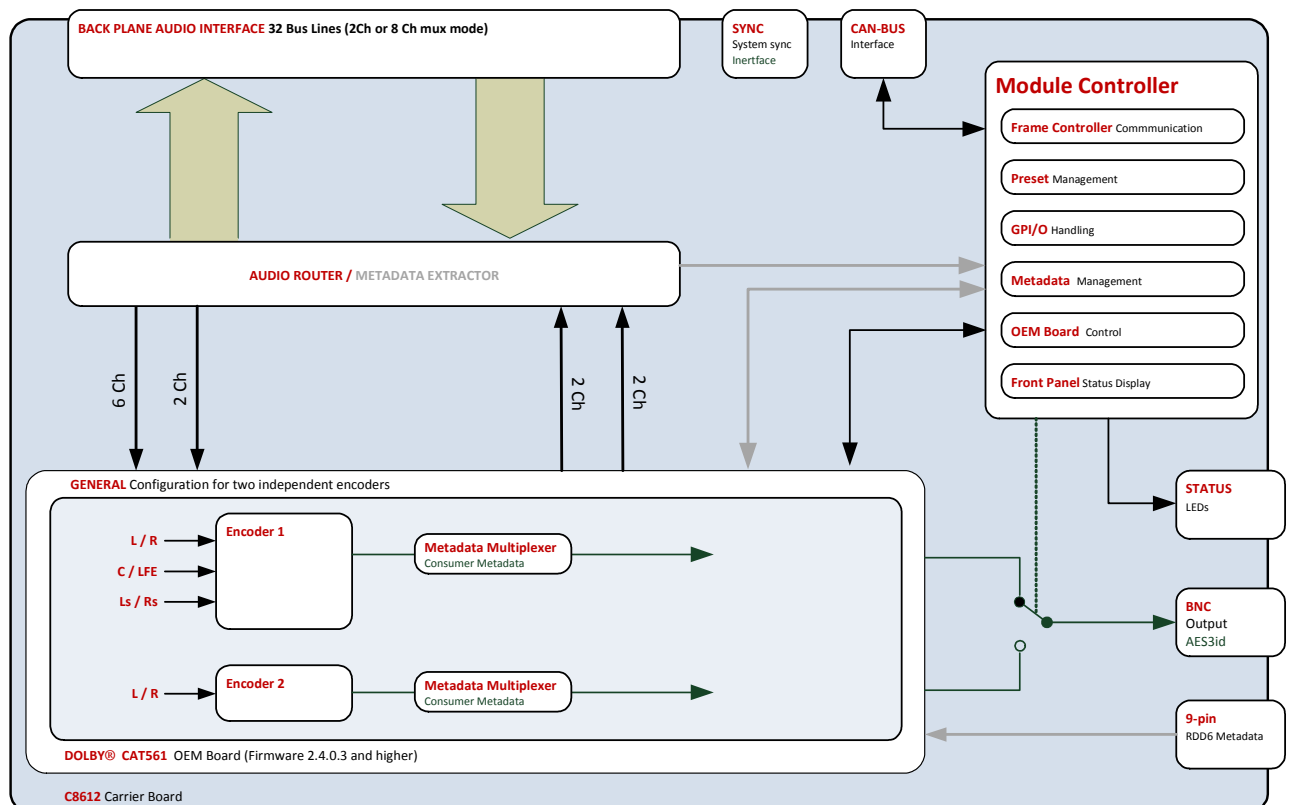 BACK PLANE AUDIO INTERFACE 32 Bus Lines (2Ch or 8 Ch mux mode)
SYNC
System sync
Inertface
CAN-BUS
Interface
Module Controller
Frame Controller Commmunication
Preset Management
GPI/O Handling
Metadata Management
OEM Board Control
Front Panel Status Display
AUDIO ROUTER / METADATA EXTRACTOR
6 Ch
2 Ch
2 Ch
2 Ch
GENERAL Configuration for two independent encoders
L / R
C / LFE
Ls / Rs
Encoder 1
Metadata Multiplexer
Consumer Metadata
L / R
Encoder 2
Metadata Multiplexer
Consumer Metadata
DOLBY® CAT561 OEM Board (Firmware 2.4.0.3 and higher)
STATUS
LEDs
BNC
Output
AES3id
9-pin
RDD6 Metadata
C8612 Carrier Board